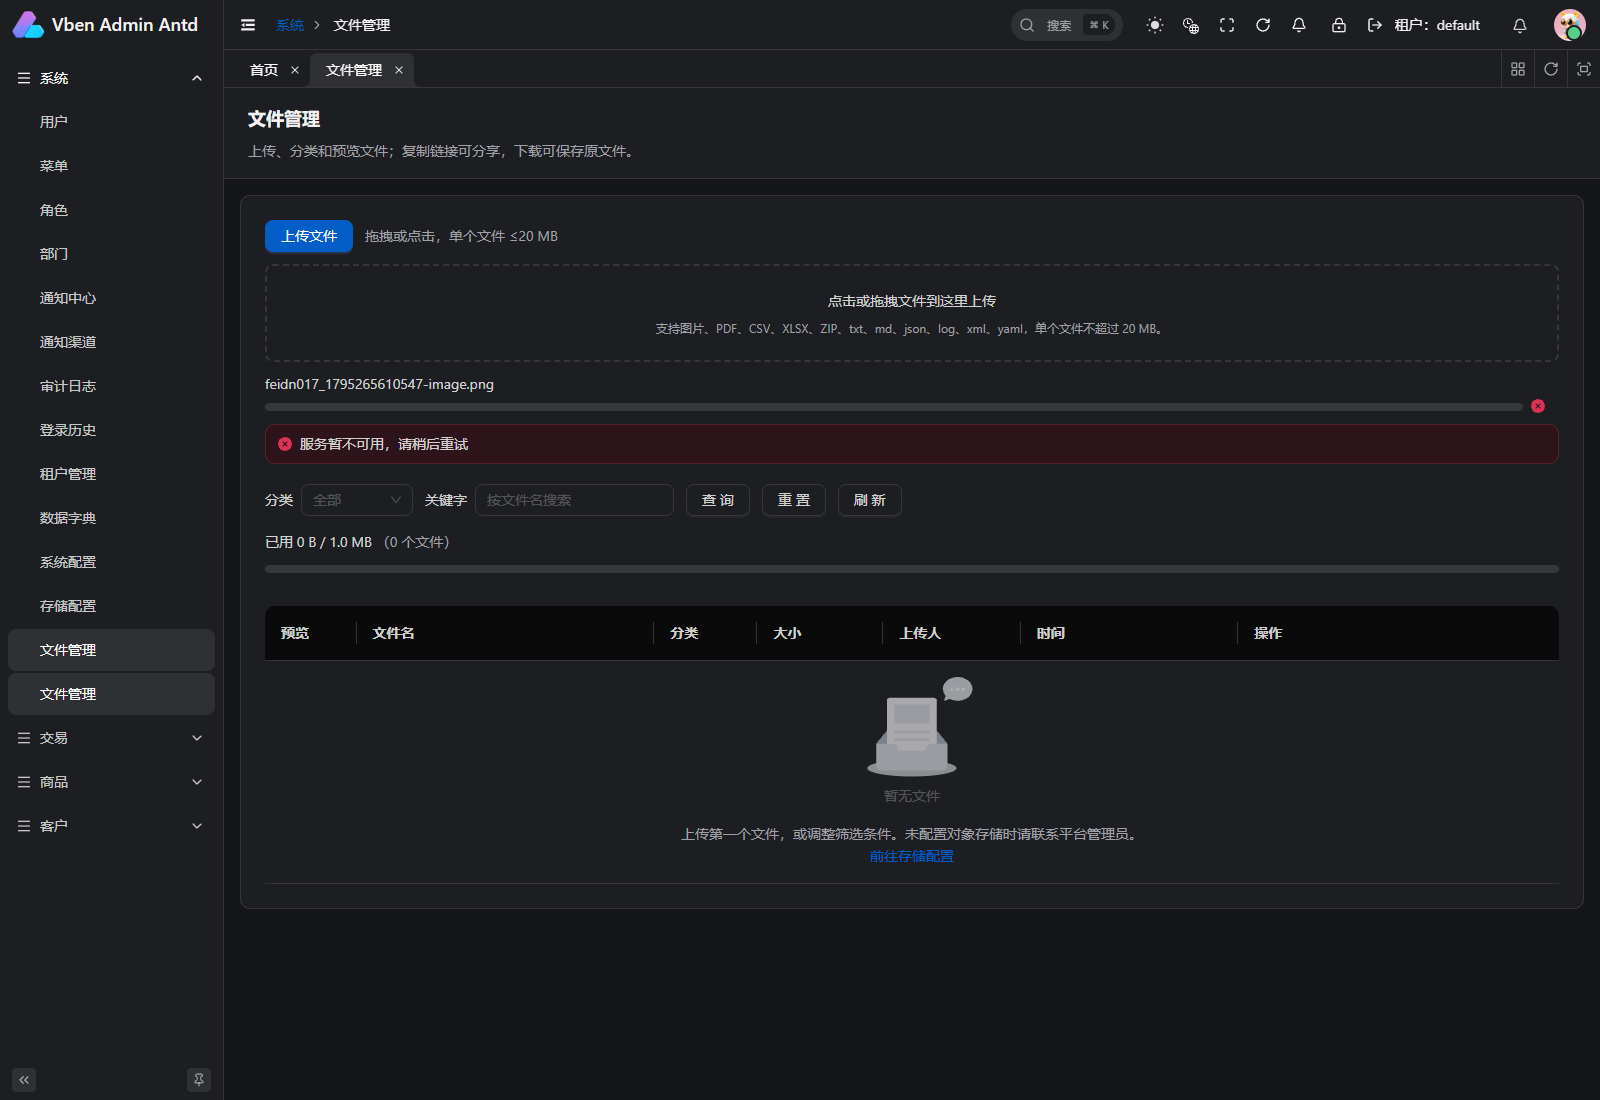 Vben Admin Antd
系统 > 文件管理
搜索 ⌘ K
租户：default
首页
文件管理
系统
用户
菜单
角色
部门
通知中心
通知渠道
审计日志
登录历史
租户管理
数据字典
系统配置
存储配置
文件管理
文件管理
交易
商品
客户
文件管理
上传、分类和预览文件；复制链接可分享，下载可保存原文件。
上传文件 拖拽或点击，单个文件 ≤20 MB
点击或拖拽文件到这里上传
支持图片、PDF、CSV、XLSX、ZIP、txt、md、json、log、xml、yaml，单个文件不超过 20 MB。
feidn017_1795265610547-image.png
服务暂不可用，请稍后重试
分类 全部 关键字 按文件名搜索 查 询 重 置 刷 新
已用 0 B / 1.0 MB （0 个文件）
预览 文件名 分类 大小 上传人 时间 操作
暂无文件
上传第一个文件，或调整筛选条件。未配置对象存储时请联系平台管理员。
前往存储配置